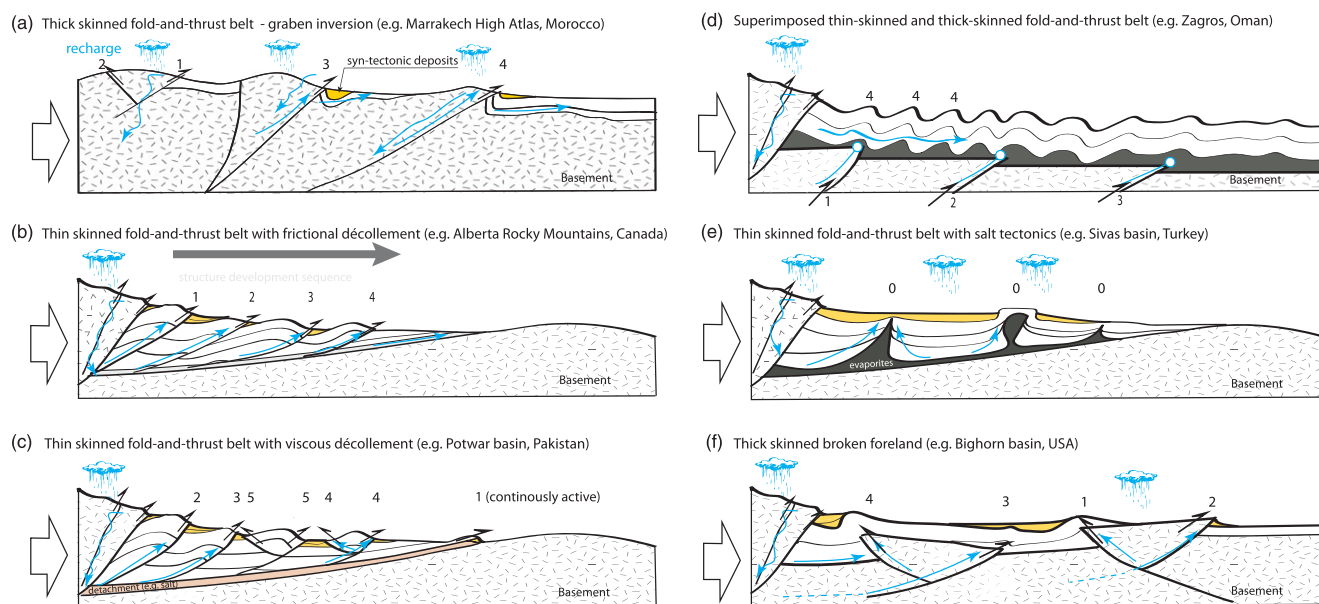 (a) Thick skinned fold-and-thrust belt - graben inversion (e.g. Marrakech High Atlas, Morocco)
recharge
2
1
3
syn-tectonic deposits
4
Basement
(b) Thin skinned fold-and-thrust belt with frictional décollement (e.g. Alberta Rocky Mountains, Canada)
structure development sequence
1
2
3
4
Basement
(c) Thin skinned fold-and-thrust belt with viscous décollement (e.g. Potwar basin, Pakistan)
2
3
5
5
4
4
1 (continously active)
detachment (e.g. salt)
Basement
(d) Superimposed thin-skinned and thick-skinned fold-and-thrust belt (e.g. Zagros, Oman)
4
4
4
Basement
1
2
3
(e) Thin skinned fold-and-thrust belt with salt tectonics (e.g. Sivas basin, Turkey)
0
0
0
evaporites
Basement
(f) Thick skinned broken foreland (e.g. Bighorn basin, USA)
4
3
1
2
Basement